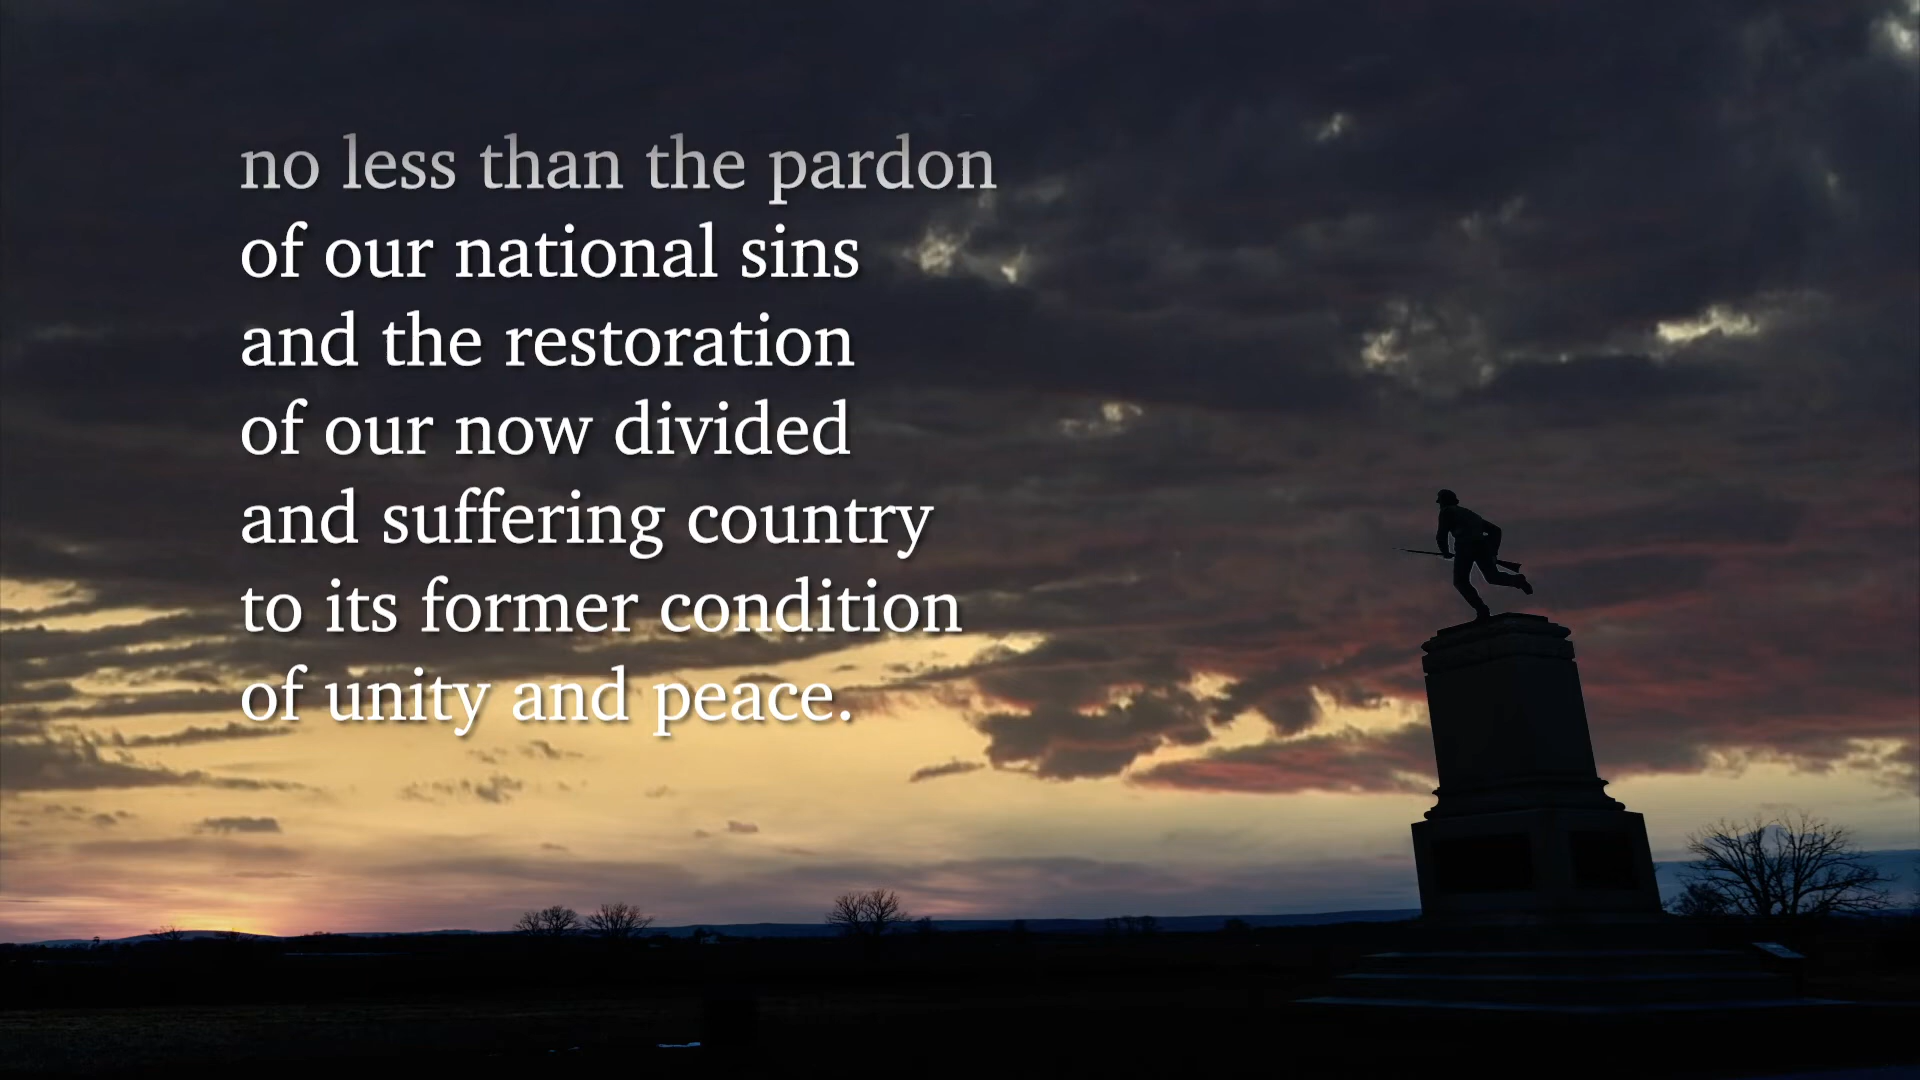 no less than the pardon
of our national sins
and the restoration
of our now divided
and suffering country
to its former condition
of unity and peace.